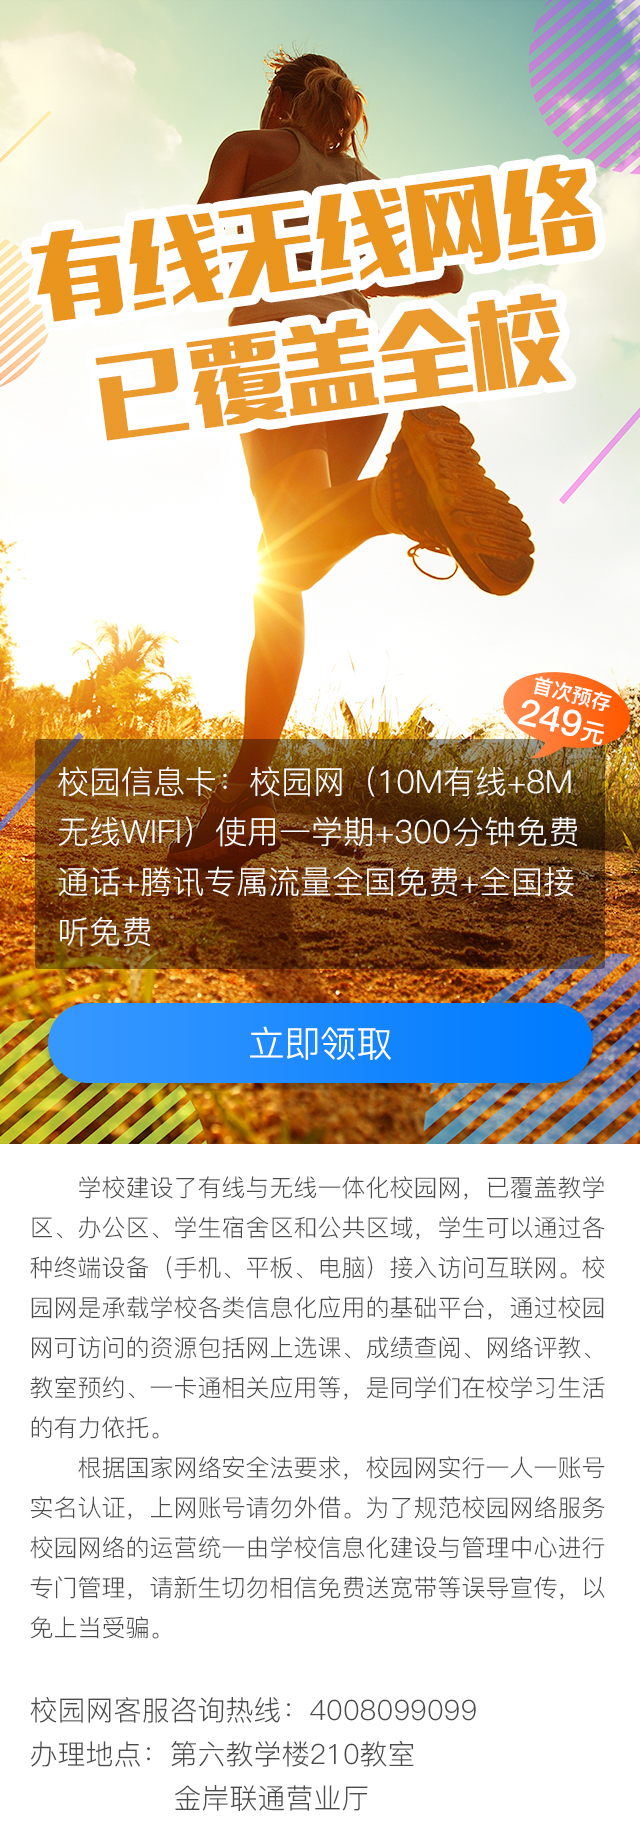 有线无线网络
已覆盖全校
首次预存
249元
校园信息卡：校园网（10M有线+8M
无线WIFI）使用一学期+300分钟免费
通话+腾讯专属流量全国免费+全国接
听免费
立即领取
学校建设了有线与无线一体化校园网，已覆盖教学
区、办公区、学生宿舍区和公共区域，学生可以通过各
种终端设备（手机、平板、电脑）接入访问互联网。校
园网是承载学校各类信息化应用的基础平台，通过校园
网可访问的资源包括网上选课、成绩查阅、网络评教、
教室预约、一卡通相关应用等，是同学们在校学习生活
的有力依托。
根据国家网络安全法要求，校园网实行一人一账号
实名认证，上网账号请勿外借。为了规范校园网络服务
校园网络的运营统一由学校信息化建设与管理中心进行
专门管理，请新生切勿相信免费送宽带等误导宣传，以
免上当受骗。
校园网客服咨询热线：4008099099
办理地点：第六教学楼210教室
金岸联通营业厅